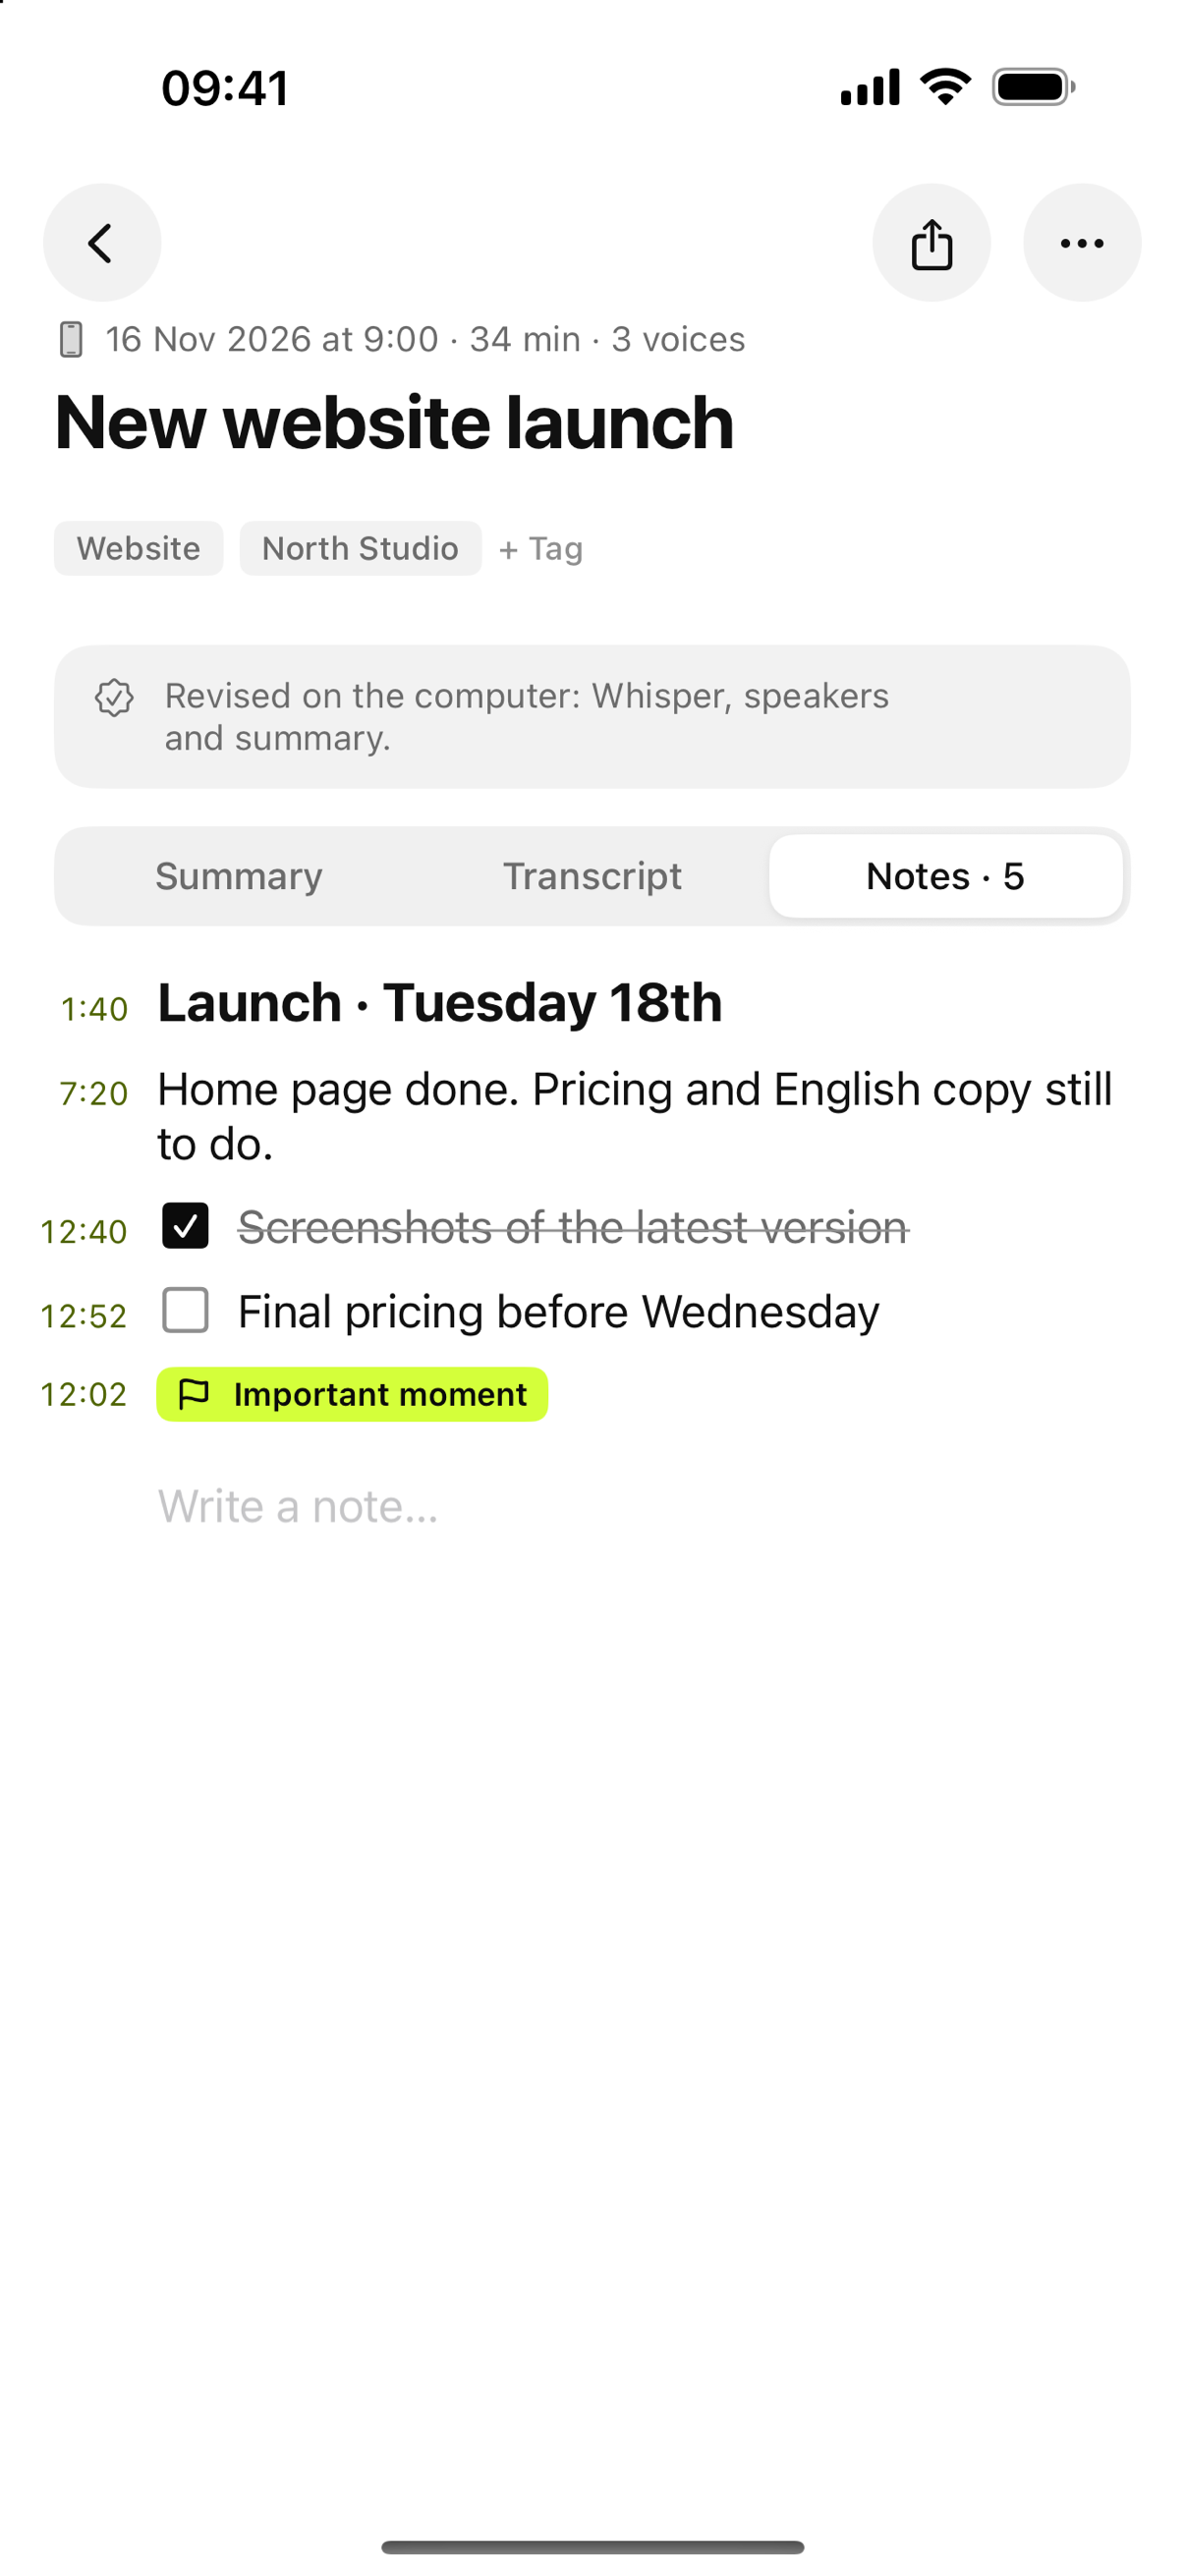 09:41
16 Nov 2026 at 9:00 · 34 min · 3 voices
New website launch
Website North Studio + Tag
Revised on the computer: Whisper, speakers
and summary.
Summary Transcript Notes · 5
1:40 Launch · Tuesday 18th
7:20 Home page done. Pricing and English copy still
to do.
12:40 Screenshots of the latest version
12:52 Final pricing before Wednesday
12:02 Important moment
Write a note...